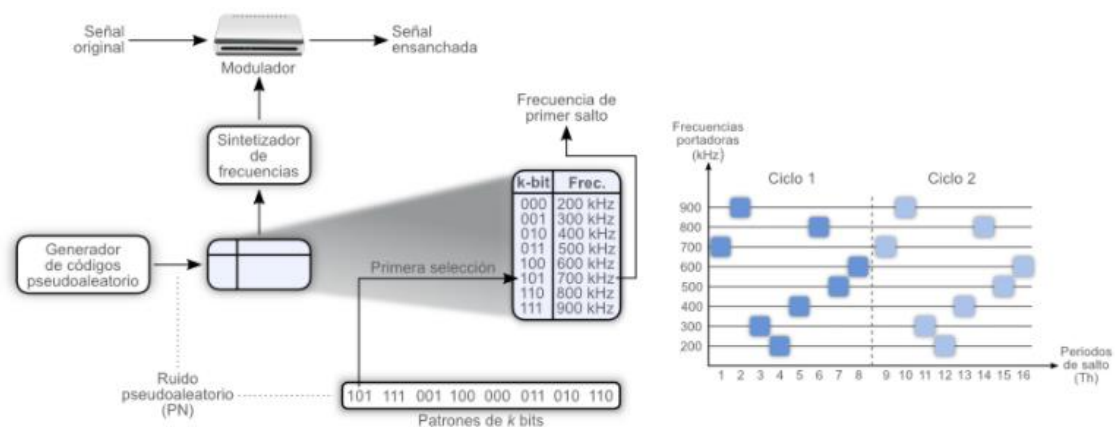 Señal
original
Señal
ensanchada
Modulador
Sintetizador
de
frecuencias
Generador
de códigos
pseudoaleatorio
Ruido
pseudoaleatorio
(PN)
Primera selección
Frecuencia de
primer salto
k-bit Frec.
000 200 kHz
001 300 kHz
010 400 kHz
011 500 kHz
100 600 kHz
101 700 kHz
110 800 kHz
111 900 kHz
101 111 001 100 000 011 010 110
Patrones de k bits
Frecuencias
portadoras
(kHz)
Ciclo 1 Ciclo 2
900
800
700
600
500
400
300
200
1 2 3 4 5 6 7 8 9 10 11 12 13 14 15 16
Periodos
de salto
(Th)